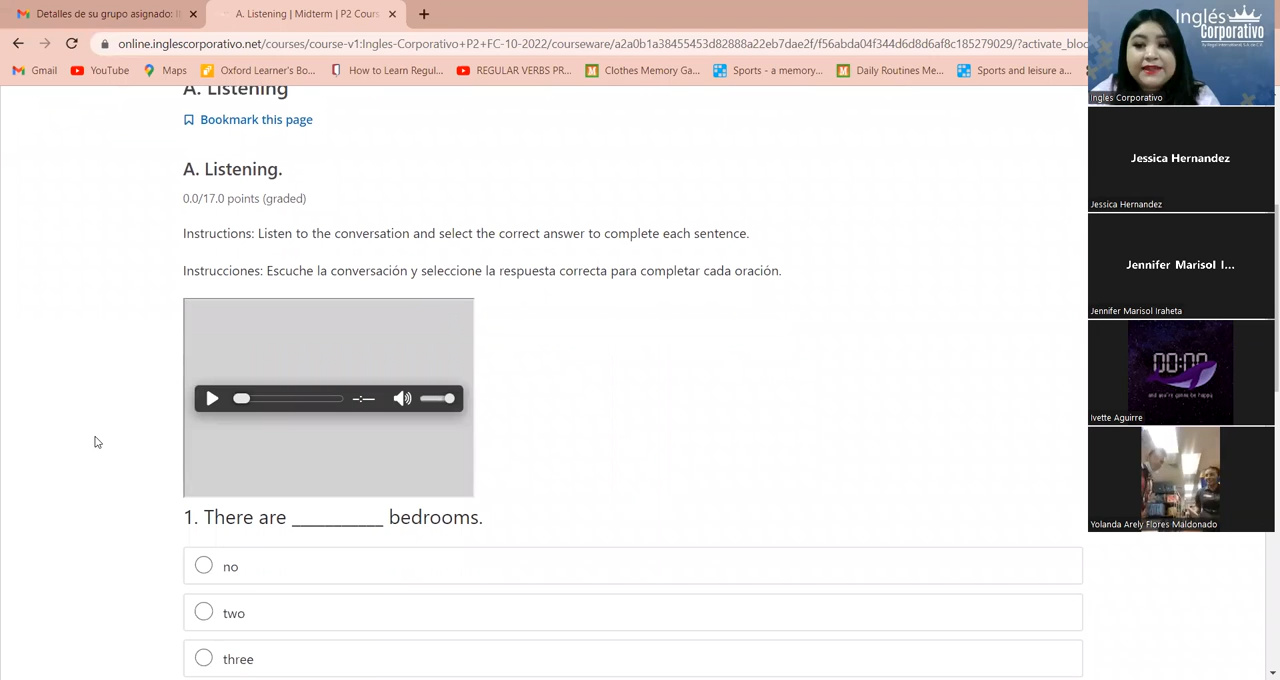 Detalles de su grupo asignado: I
A. Listening | Midterm | P2 Cours
online.inglescorporativo.net/courses/course-v1:Ingles-Corporativo+P2+FC-10-2022/courseware/a2a0b1a38455453d82888a22eb7dae2f/f56abda04f344d6d8d6af8c185279029/?activate_bloc
Gmail
YouTube
Maps
Oxford Learner's Bo...
How to Learn Regul...
REGULAR VERBS PR...
Clothes Memory Ga...
Sports - a memory...
Daily Routines Me...
Sports and leisure a...
A. Listening
Bookmark this page
A. Listening.
0.0/17.0 points (graded)
Instructions: Listen to the conversation and select the correct answer to complete each sentence.
Instrucciones: Escuche la conversación y seleccione la respuesta correcta para completar cada oración.
-:--
1. There are __________ bedrooms.
no
two
three
Inglés
Corporativo
Ingles Corporativo
Jessica Hernandez
Jessica Hernandez
Jennifer Marisol I...
Jennifer Marisol Iraheta
00:00
Ivette Aguirre
Yolanda Arely Flores Maldonado